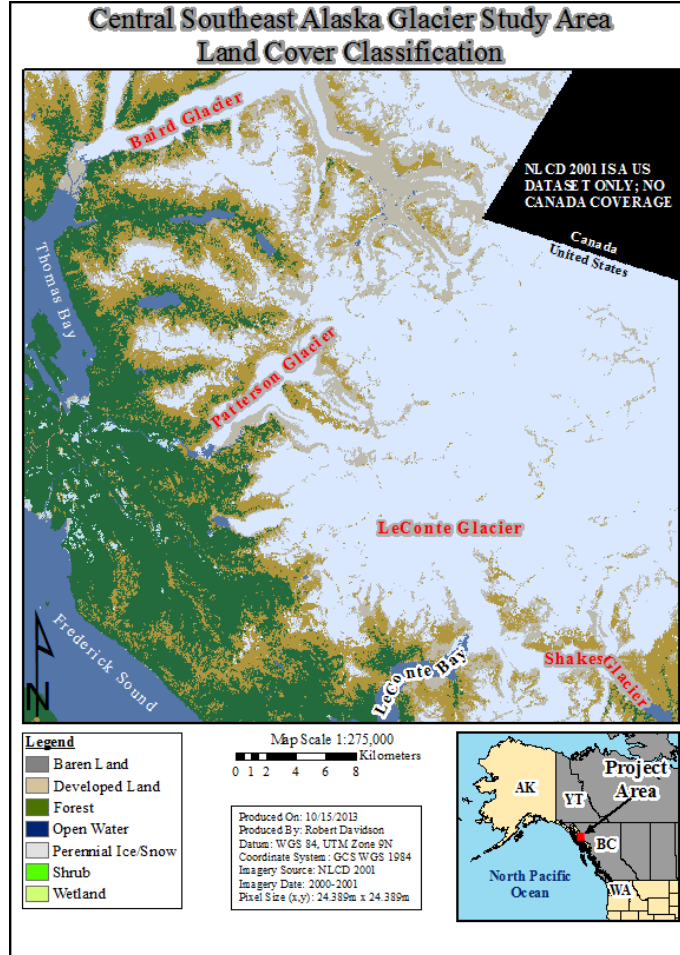 Central Southeast Alaska Glacier Study Area
Land Cover Classification
Baird Glacier
NLCD 2001 ISA US
DATASET ONLY; NO
CANADA COVERAGE
Canada
United States
Thomas Bay
Patterson Glacier
LeConte Glacier
Frederick Sound
LeConte Bay
Shakes Glacier
N
Legend
Baren Land
Developed Land
Forest
Open Water
Perennial Ice/Snow
Shrub
Wetland
Map Scale 1:275,000
Kilometers
0 1 2 4 6 8
Produced On: 10/15/2013
Produced By: Robert Davidson
Datum: WGS 84, UTM Zone 9N
Coordinate System: GCS WGS 1984
Imagery Source: NLCD 2001
Imagery Date: 2000-2001
Pixel Size (x,y): 24.389m x 24.389m
Project
Area
AK
YT
BC
WA
North Pacific
Ocean